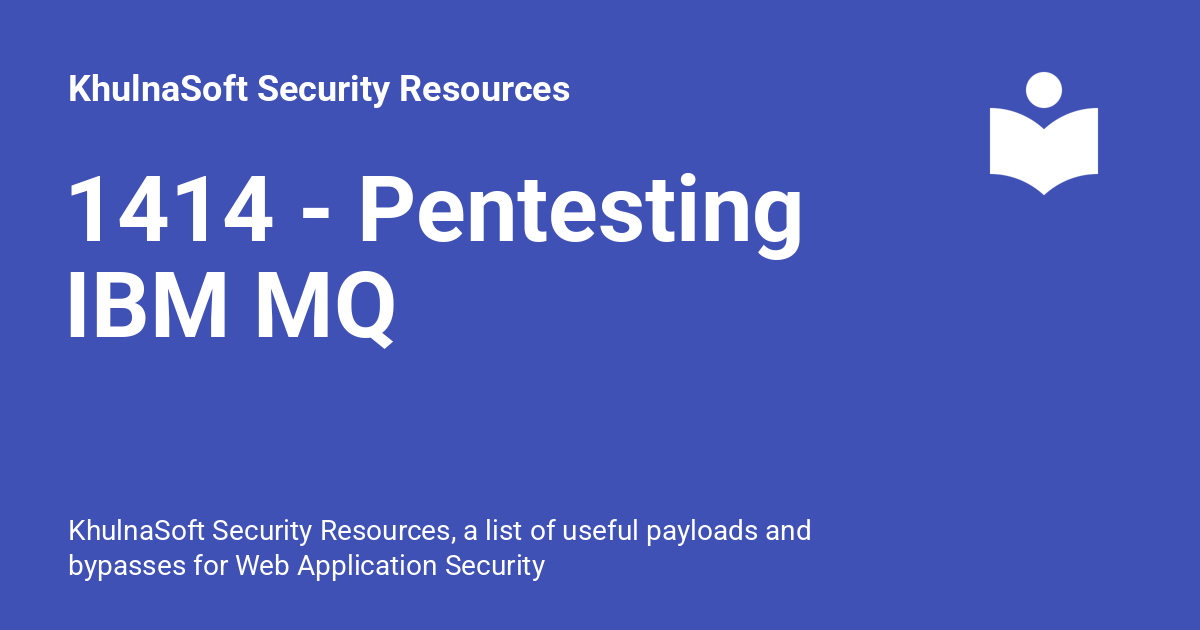 KhulnaSoft Security Resources
1414 - Pentesting
IBM MQ
KhulnaSoft Security Resources, a list of useful payloads and
bypasses for Web Application Security